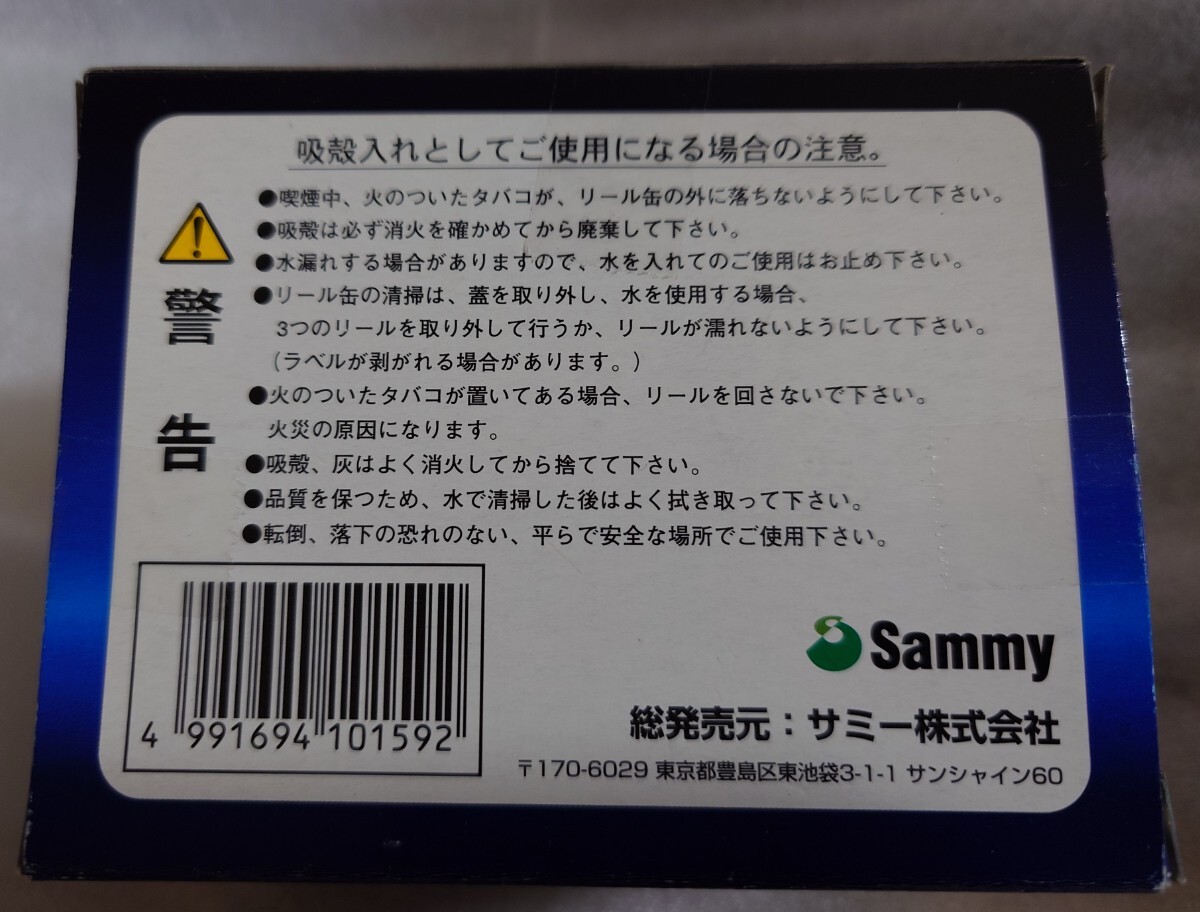 吸殻入れとしてご使用になる場合の注意。
警告
●喫煙中、火のついたタバコが、リール缶の外に落ちないようにして下さい。
●吸殻は必ず消火を確かめてから廃棄して下さい。
●水漏れする場合がありますので、水を入れてのご使用はお止め下さい。
●リール缶の清掃は、蓋を取り外し、水を使用する場合、
3つのリールを取り外して行うか、リールが濡れないようにして下さい。
(ラベルが剥がれる場合があります。)
●火のついたタバコが置いてある場合、リールを回さないで下さい。
火災の原因になります。
●吸殻、灰はよく消火してから捨てて下さい。
●品質を保つため、水で清掃した後はよく拭き取って下さい。
●転倒、落下の恐れのない、平らで安全な場所でご使用下さい。
4 991694 101592
Sammy
総発売元：サミー株式会社
〒170-6029 東京都豊島区東池袋3-1-1 サンシャイン60